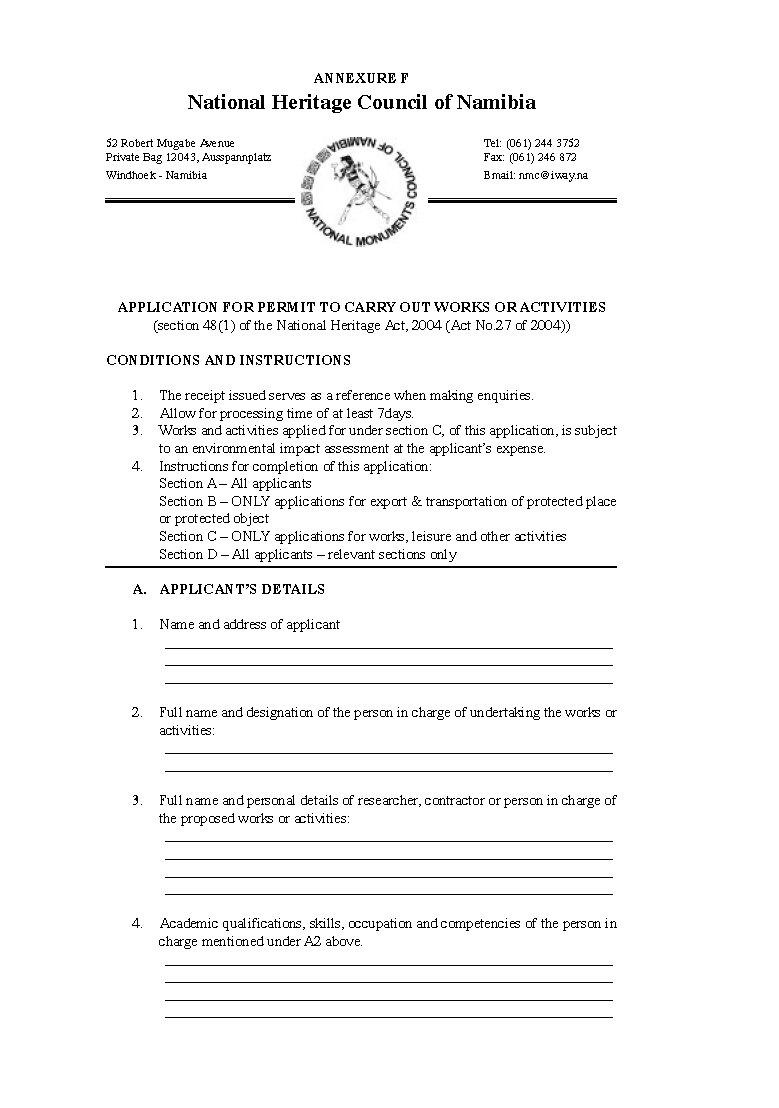 ANNEXURE F
National Heritage Council of Namibia
52 Robert Mugabe Avenue
Private Bag 12043, Ausspannplatz
Windhoek - Namibia
NATIONAL MONUMENTS COUNCIL OF NAMIBIA
Tel: (061) 244 3752
Fax: (061) 246 872
Email: nmc@iway.na
APPLICATION FOR PERMIT TO CARRY OUT WORKS OR ACTIVITIES
(section 48(1) of the National Heritage Act, 2004 (Act No.27 of 2004))
CONDITIONS AND INSTRUCTIONS
1. The receipt issued serves as a reference when making enquiries.
2. Allow for processing time of at least 7days.
3. Works and activities applied for under section C, of this application, is subject
to an environmental impact assessment at the applicant's expense.
4. Instructions for completion of this application:
Section A – All applicants
Section B – ONLY applications for export & transportation of protected place
or protected object
Section C – ONLY applications for works, leisure and other activities
Section D – All applicants – relevant sections only
A. APPLICANT'S DETAILS
1. Name and address of applicant
2. Full name and designation of the person in charge of undertaking the works or
activities:
3. Full name and personal details of researcher, contractor or person in charge of
the proposed works or activities:
4. Academic qualifications, skills, occupation and competencies of the person in
charge mentioned under A2 above.